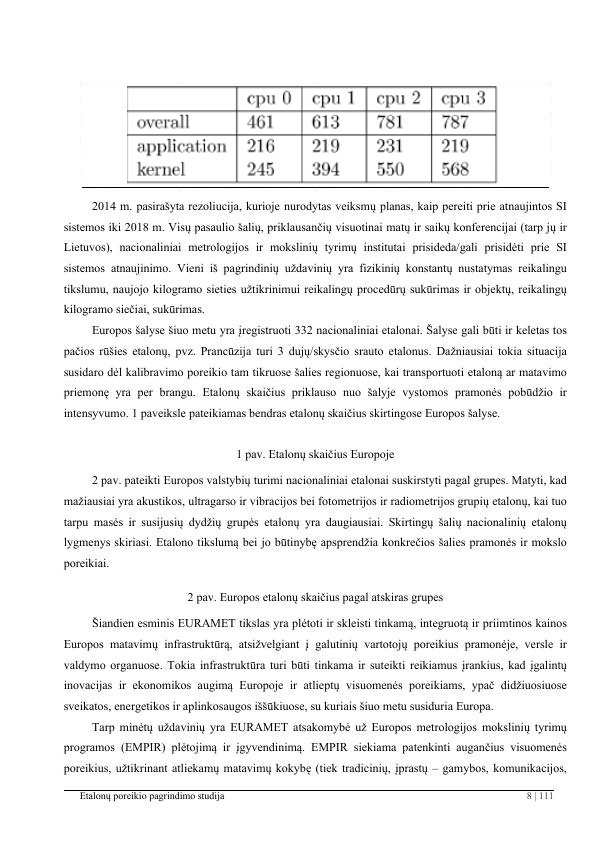 cpu 0 cpu 1 cpu 2 cpu 3
overall 461 613 781 787
application 216 219 231 219
kernel 245 394 550 568
2014 m. pasirašyta rezoliucija, kurioje nurodytas veiksmų planas, kaip pereiti prie atnaujintos SI
sistemos iki 2018 m. Visų pasaulio šalių, priklausančių visuotinai matų ir saikų konferencijai (tarp jų ir
Lietuvos), nacionaliniai metrologijos ir mokslinių tyrimų institutai prisideda/gali prisidėti prie SI
sistemos atnaujinimo. Vieni iš pagrindinių uždavinių yra fizikinių konstantų nustatymas reikalingu
tikslumu, naujojo kilogramo sieties užtikrinimui reikalingų procedūrų sukūrimas ir objektų, reikalingų
kilogramo siečiai, sukūrimas.
Europos šalyse šiuo metu yra įregistruoti 332 nacionaliniai etalonai. Šalyse gali būti ir keletas tos
pačios rūšies etalonų, pvz. Prancūzija turi 3 dujų/skysčio srauto etalonus. Dažniausiai tokia situacija
susidaro dėl kalibravimo poreikio tam tikruose šalies regionuose, kai transportuoti etaloną ar matavimo
priemonę yra per brangu. Etalonų skaičius priklauso nuo šalyje vystomos pramonės pobūdžio ir
intensyvumo. 1 paveiksle pateikiamas bendras etalonų skaičius skirtingose Europos šalyse.
1 pav. Etalonų skaičius Europoje
2 pav. pateikti Europos valstybių turimi nacionaliniai etalonai suskirstyti pagal grupes. Matyti, kad
mažiausiai yra akustikos, ultragarso ir vibracijos bei fotometrijos ir radiometrijos grupių etalonų, kai tuo
tarpu masės ir susijusių dydžių grupės etalonų yra daugiausiai. Skirtingų šalių nacionalinių etalonų
lygmenys skiriasi. Etalono tikslumą bei jo būtinybę apsprendžia konkrečios šalies pramonės ir mokslo
poreikiai.
2 pav. Europos etalonų skaičius pagal atskiras grupes
Šiandien esminis EURAMET tikslas yra plėtoti ir skleisti tinkamą, integruotą ir priimtinos kainos
Europos matavimų infrastruktūrą, atsižvelgiant į galutinių vartotojų poreikius pramonėje, versle ir
valdymo organuose. Tokia infrastruktūra turi būti tinkama ir suteikti reikiamus įrankius, kad įgalintų
inovacijas ir ekonomikos augimą Europoje ir atlieptų visuomenės poreikiams, ypač didžiuosiuose
sveikatos, energetikos ir aplinkosaugos iššūkiuose, su kuriais šiuo metu susiduria Europa.
Tarp minėtų uždavinių yra EURAMET atsakomybė už Europos metrologijos mokslinių tyrimų
programos (EMPIR) plėtojimą ir įgyvendinimą. EMPIR siekiama patenkinti augančius visuomenės
poreikius, užtikrinant atliekamų matavimų kokybę (tiek tradicinių, įprastų – gamybos, komunikacijos,
Etalonų poreikio pagrindimo studija 8 | 111